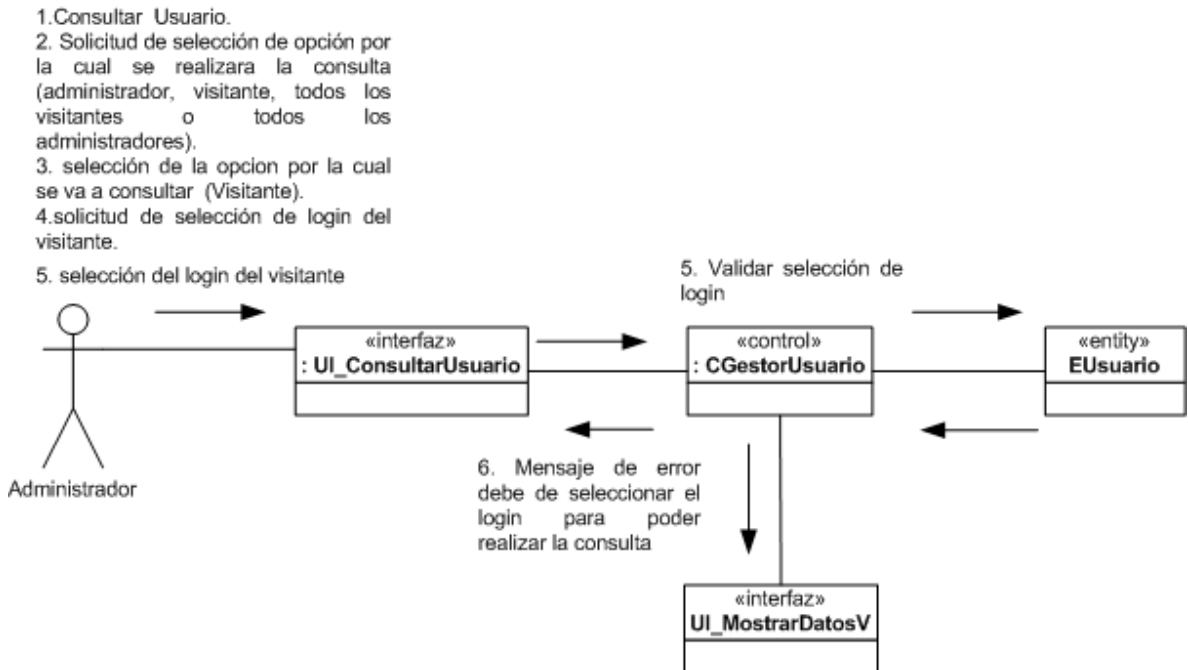 1.Consultar Usuario.
2. Solicitud de selección de opción por
la cual se realizara la consulta
(administrador, visitante, todos los
visitantes o todos los
administradores).
3. selección de la opcion por la cual
se va a consultar (Visitante).
4.solicitud de selección de login del
visitante.
5. selección del login del visitante
5. Validar selección de
login
«interfaz»
: UI_ConsultarUsuario
«control»
: CGestorUsuario
«entity»
EUsuario
Administrador
6. Mensaje de error
debe de seleccionar el
login para poder
realizar la consulta
«interfaz»
UI_MostrarDatosV